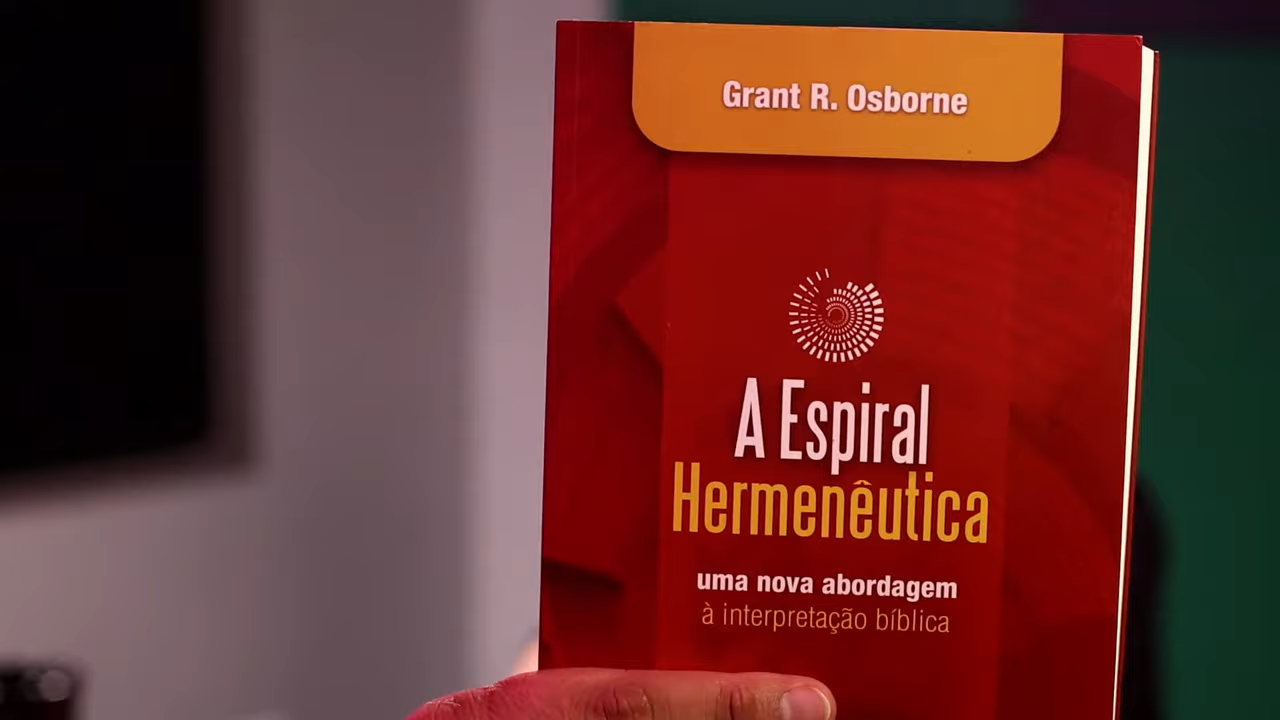 Grant R. Osborne
A Espiral
Hermenêutica
uma nova abordagem
à interpretação bíblica